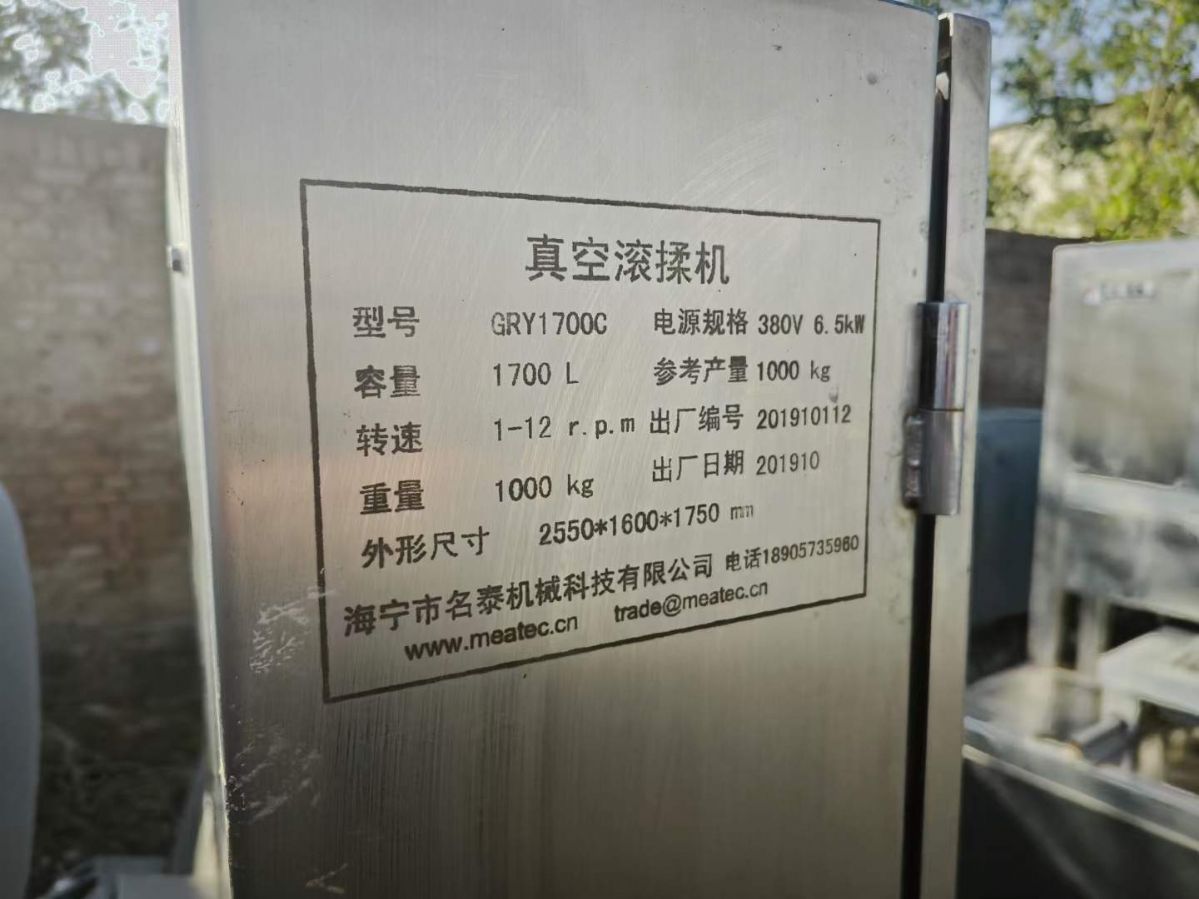 真空滚揉机
型号 GRY1700C 电源规格 380V 6.5kW
容量 1700 L 参考产量 1000 kg
转速 1-12 r.p.m 出厂编号 201910112
重量 1000 kg 出厂日期 201910
外形尺寸 2550*1600*1750 mm
海宁市名泰机械科技有限公司 电话18905735960
www.meatec.cn trade@meatec.cn